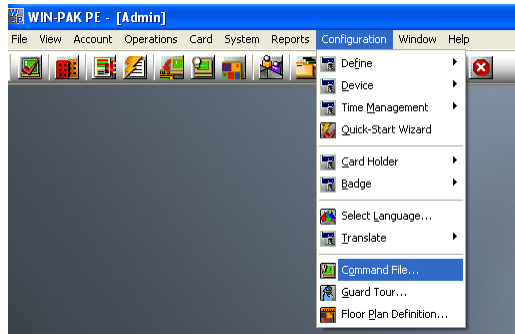 WIN-PAK PE - [Admin]
File View Account Operations Card System Reports Configuration Window Help
Define
Device
Time Management
Quick-Start Wizard
Card Holder
Badge
Select Language...
Translate
Command File...
Guard Tour...
Floor Plan Definition...